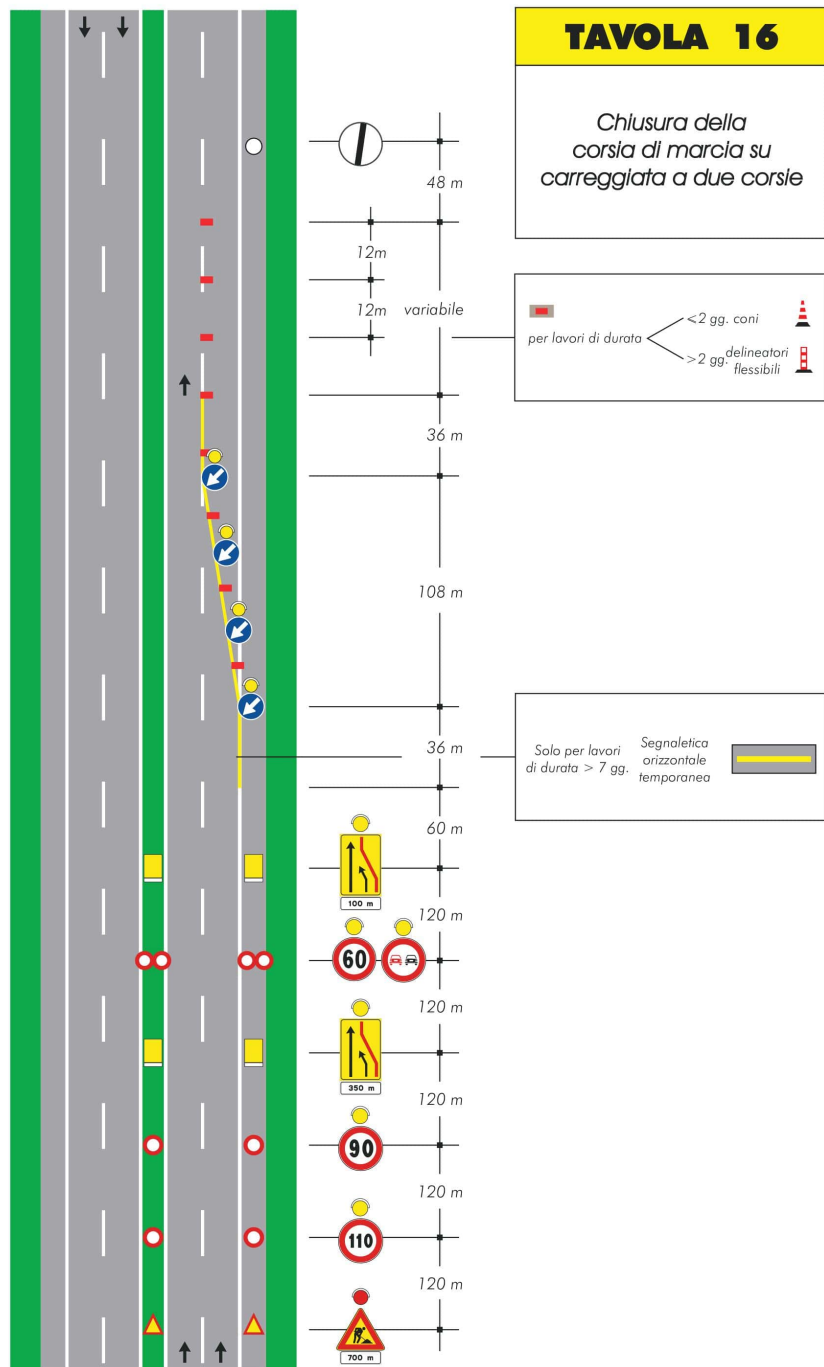 TAVOLA 16
Chiusura della
corsia di marcia su
carreggiata a due corsie
48 m
12m
12m
variabile
per lavori di durata
<2 gg. coni
>2 gg. delineatori
flessibili
36 m
108 m
36 m
Solo per lavori
di durata > 7 gg.
Segnaletica
orizzontale
temporanea
60 m
100 m
120 m
60
120 m
350 m
120 m
90
120 m
110
120 m
700 m